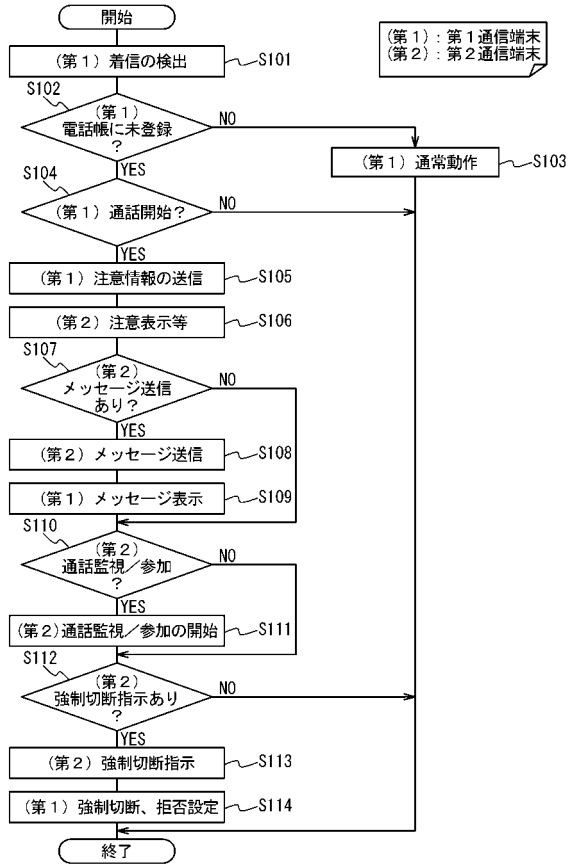 開始
(第1):第1通信端末
(第2):第2通信端末
(第1)着信の検出
S101
S102
(第1)
電話帳に未登録
?
NO
YES
(第1)通常動作
S103
S104
(第1)通話開始?
NO
YES
(第1)注意情報の送信
S105
(第2)注意表示等
S106
S107
(第2)
メッセージ送信
あり?
NO
YES
(第2)メッセージ送信
S108
(第1)メッセージ表示
S109
S110
(第2)
通話監視/参加
?
NO
YES
(第2)通話監視/参加の開始
S111
S112
(第2)
強制切断指示あり
?
NO
YES
(第2)強制切断指示
S113
(第1)強制切断、拒否設定
S114
終了